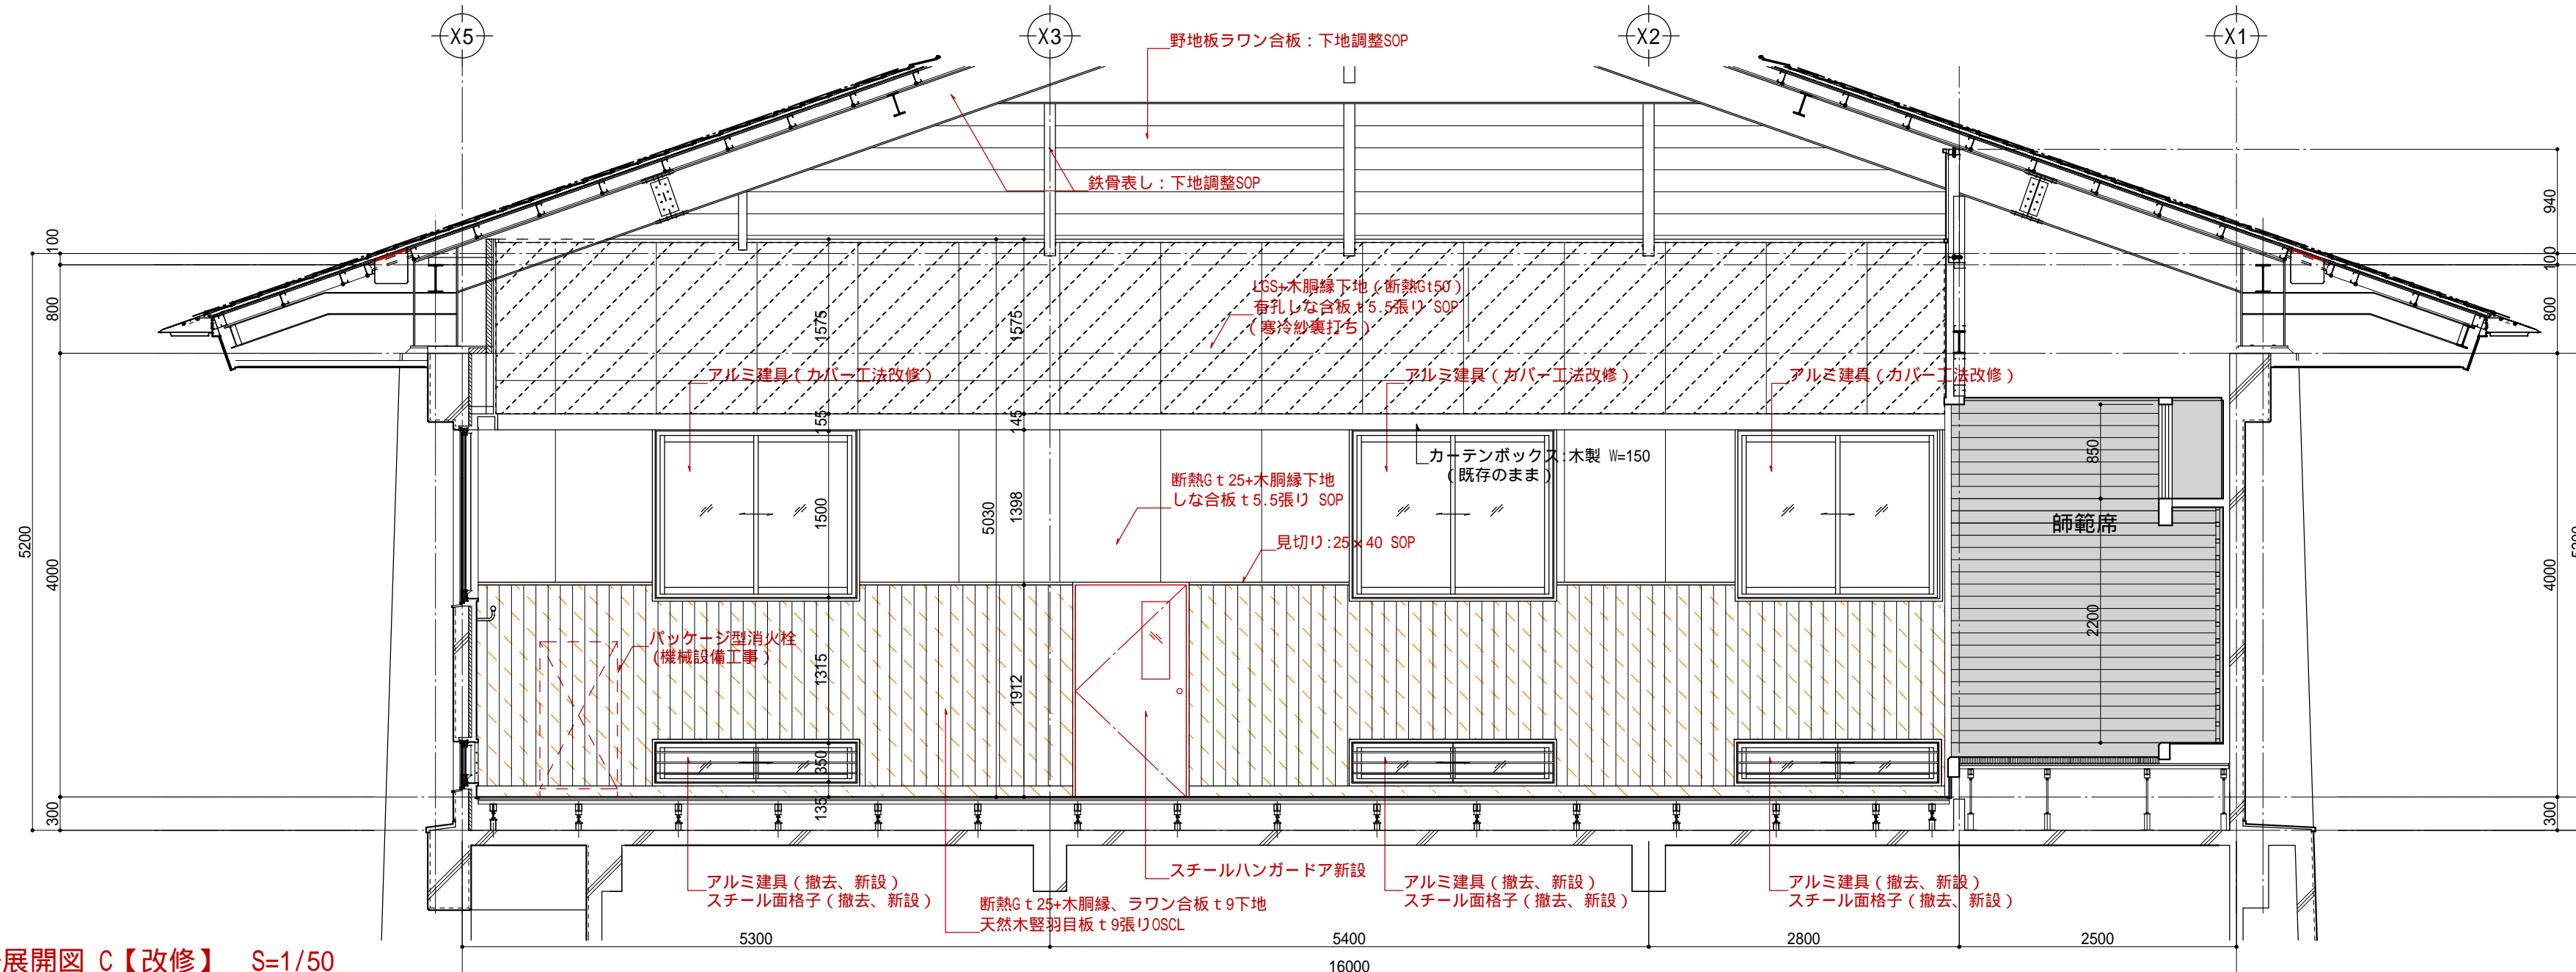 X5
X3
X2
X1
野地板ラワン合板：下地調整SOP
鉄骨表し：下地調整SOP
LGS+木胴縁下地（断熱Gt50）
有孔しな合板ｔ5.5張り SOP
（寒冷紗裏打ち）
アルミ建具（カバー工法改修）
アルミ建具（カバー工法改修）
アルミ建具（カバー工法改修）
カーテンボックス:木製 W=150
（既存のまま）
断熱Gｔ25+木胴縁下地
しな合板ｔ5.5張り SOP
見切り:25×40 SOP
師範席
パッケージ型消火栓
(機械設備工事）
スチールハンガードア新設
アルミ建具（撤去、新設）
スチール面格子（撤去、新設）
アルミ建具（撤去、新設）
スチール面格子（撤去、新設）
アルミ建具（撤去、新設）
スチール面格子（撤去、新設）
断熱Gｔ25+木胴縁、ラワン合板ｔ9下地
天然木竪羽目板ｔ9張りOSCL
100
800
5200
4000
300
1575
155
1500
1315
350
135
5030
1575
145
1398
1912
850
2200
940
100
800
4000
300
5300
5400
2800
2500
16000
展開図 C【改修】 S=1/50